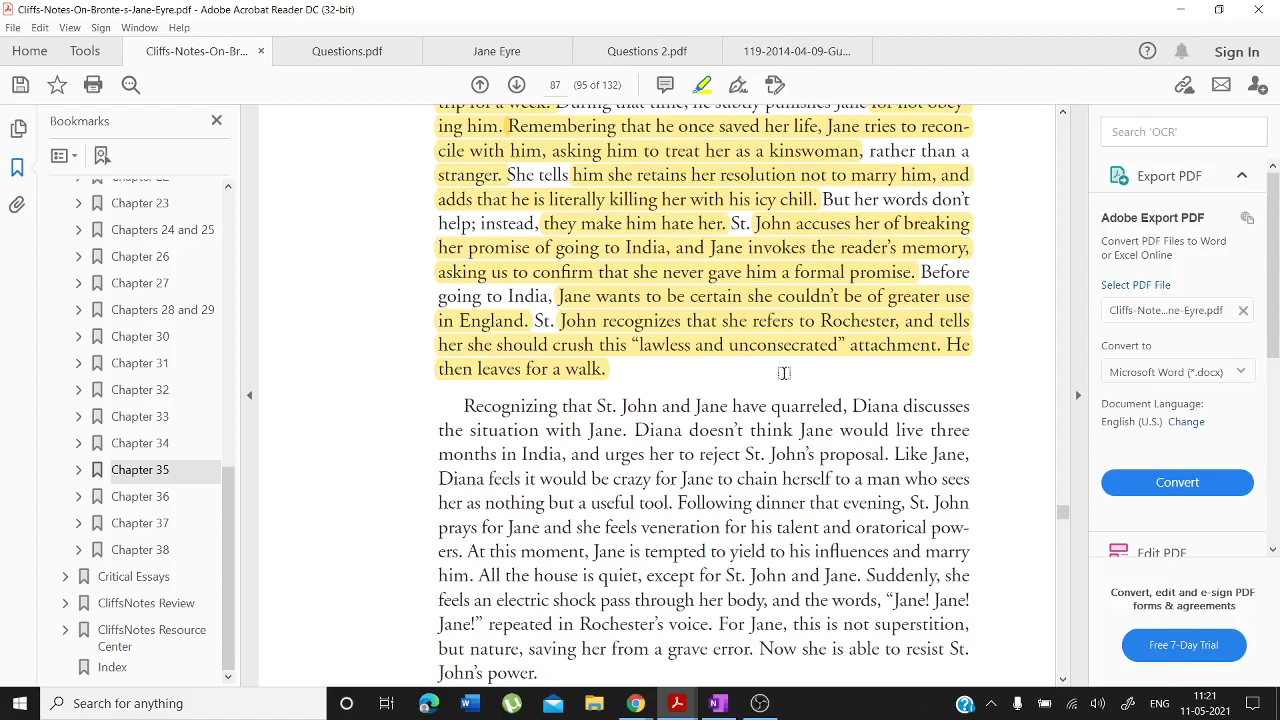 Cliffs-Notes-On-Bronte-s-Jane-Eyre.pdf - Adobe Acrobat Reader DC (32-bit)
File Edit View Sign Window Help
Home Tools Cliffs-Notes-On-Br... × Questions.pdf Jane Eyre Questions 2.pdf 119-2014-04-09-Gu... Sign In
87 (95 of 132)
Bookmarks
Chapter 22
Chapter 23
Chapters 24 and 25
Chapter 26
Chapter 27
Chapters 28 and 29
Chapter 30
Chapter 31
Chapter 32
Chapter 33
Chapter 34
Chapter 35
Chapter 36
Chapter 37
Chapter 38
Critical Essays
CliffsNotes Review
CliffsNotes Resource
Center
Index
trip for a week. During that time, he subtly punishes Jane for not obey-
ing him. Remembering that he once saved her life, Jane tries to recon-
cile with him, asking him to treat her as a kinswoman, rather than a
stranger. She tells him she retains her resolution not to marry him, and
adds that he is literally killing her with his icy chill. But her words don't
help; instead, they make him hate her. St. John accuses her of breaking
her promise of going to India, and Jane invokes the reader's memory,
asking us to confirm that she never gave him a formal promise. Before
going to India, Jane wants to be certain she couldn't be of greater use
in England. St. John recognizes that she refers to Rochester, and tells
her she should crush this “lawless and unconsecrated” attachment. He
then leaves for a walk.
Recognizing that St. John and Jane have quarreled, Diana discusses
the situation with Jane. Diana doesn't think Jane would live three
months in India, and urges her to reject St. John's proposal. Like Jane,
Diana feels it would be crazy for Jane to chain herself to a man who sees
her as nothing but a useful tool. Following dinner that evening, St. John
prays for Jane and she feels veneration for his talent and oratorical pow-
ers. At this moment, Jane is tempted to yield to his influences and marry
him. All the house is quiet, except for St. John and Jane. Suddenly, she
feels an electric shock pass through her body, and the words, “Jane! Jane!
Jane!” repeated in Rochester's voice. For Jane, this is not superstition,
but nature, saving her from a grave error. Now she is able to resist St.
John's power.
Search 'OCR'
Export PDF
Adobe Export PDF
Convert PDF Files to Word
or Excel Online
Select PDF File
Cliffs-Note...ne-Eyre.pdf
Convert to
Microsoft Word (*.docx)
Document Language:
English (U.S.) Change
Convert
Edit PDF
Convert, edit and e-sign PDF
forms & agreements
Free 7-Day Trial
Search for anything
ENG
11:21
11-05-2021